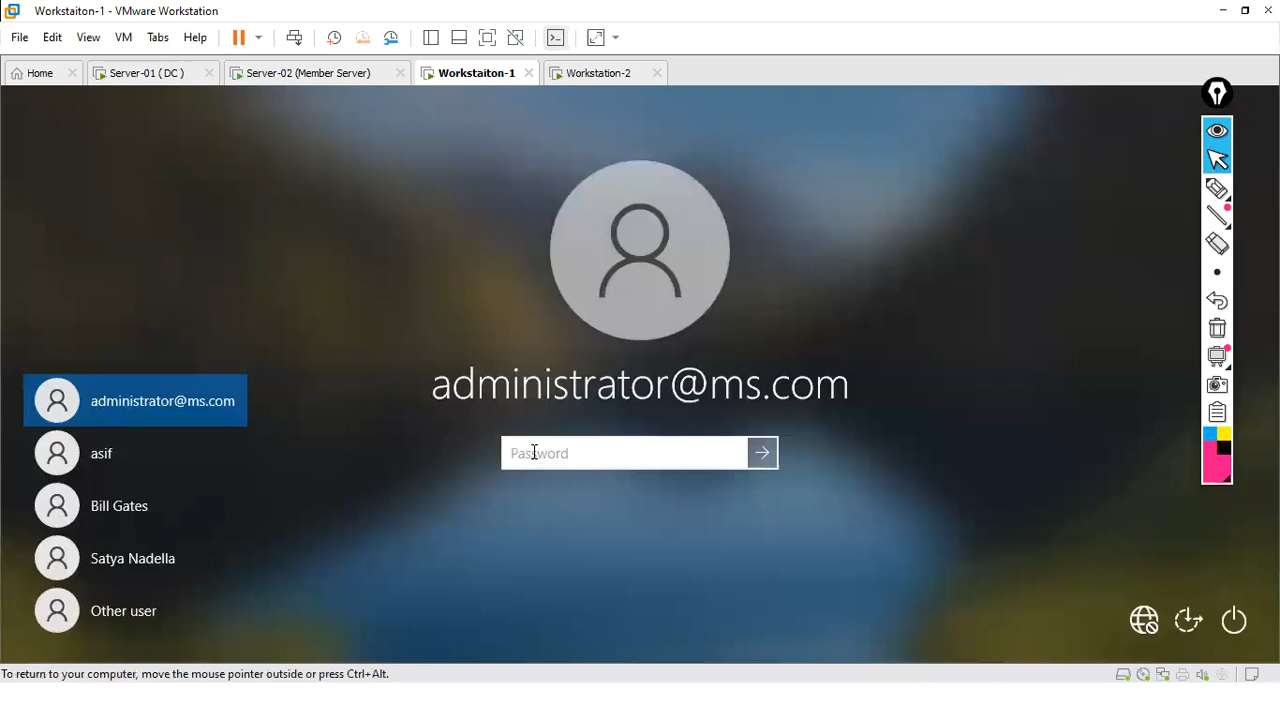 Workstaiton-1 - VMware Workstation
File Edit View VM Tabs Help
Home Server-01 ( DC ) Server-02 (Member Server) Workstaiton-1 Workstation-2
administrator@ms.com
Password
administrator@ms.com
asif
Bill Gates
Satya Nadella
Other user
To return to your computer, move the mouse pointer outside or press Ctrl+Alt.